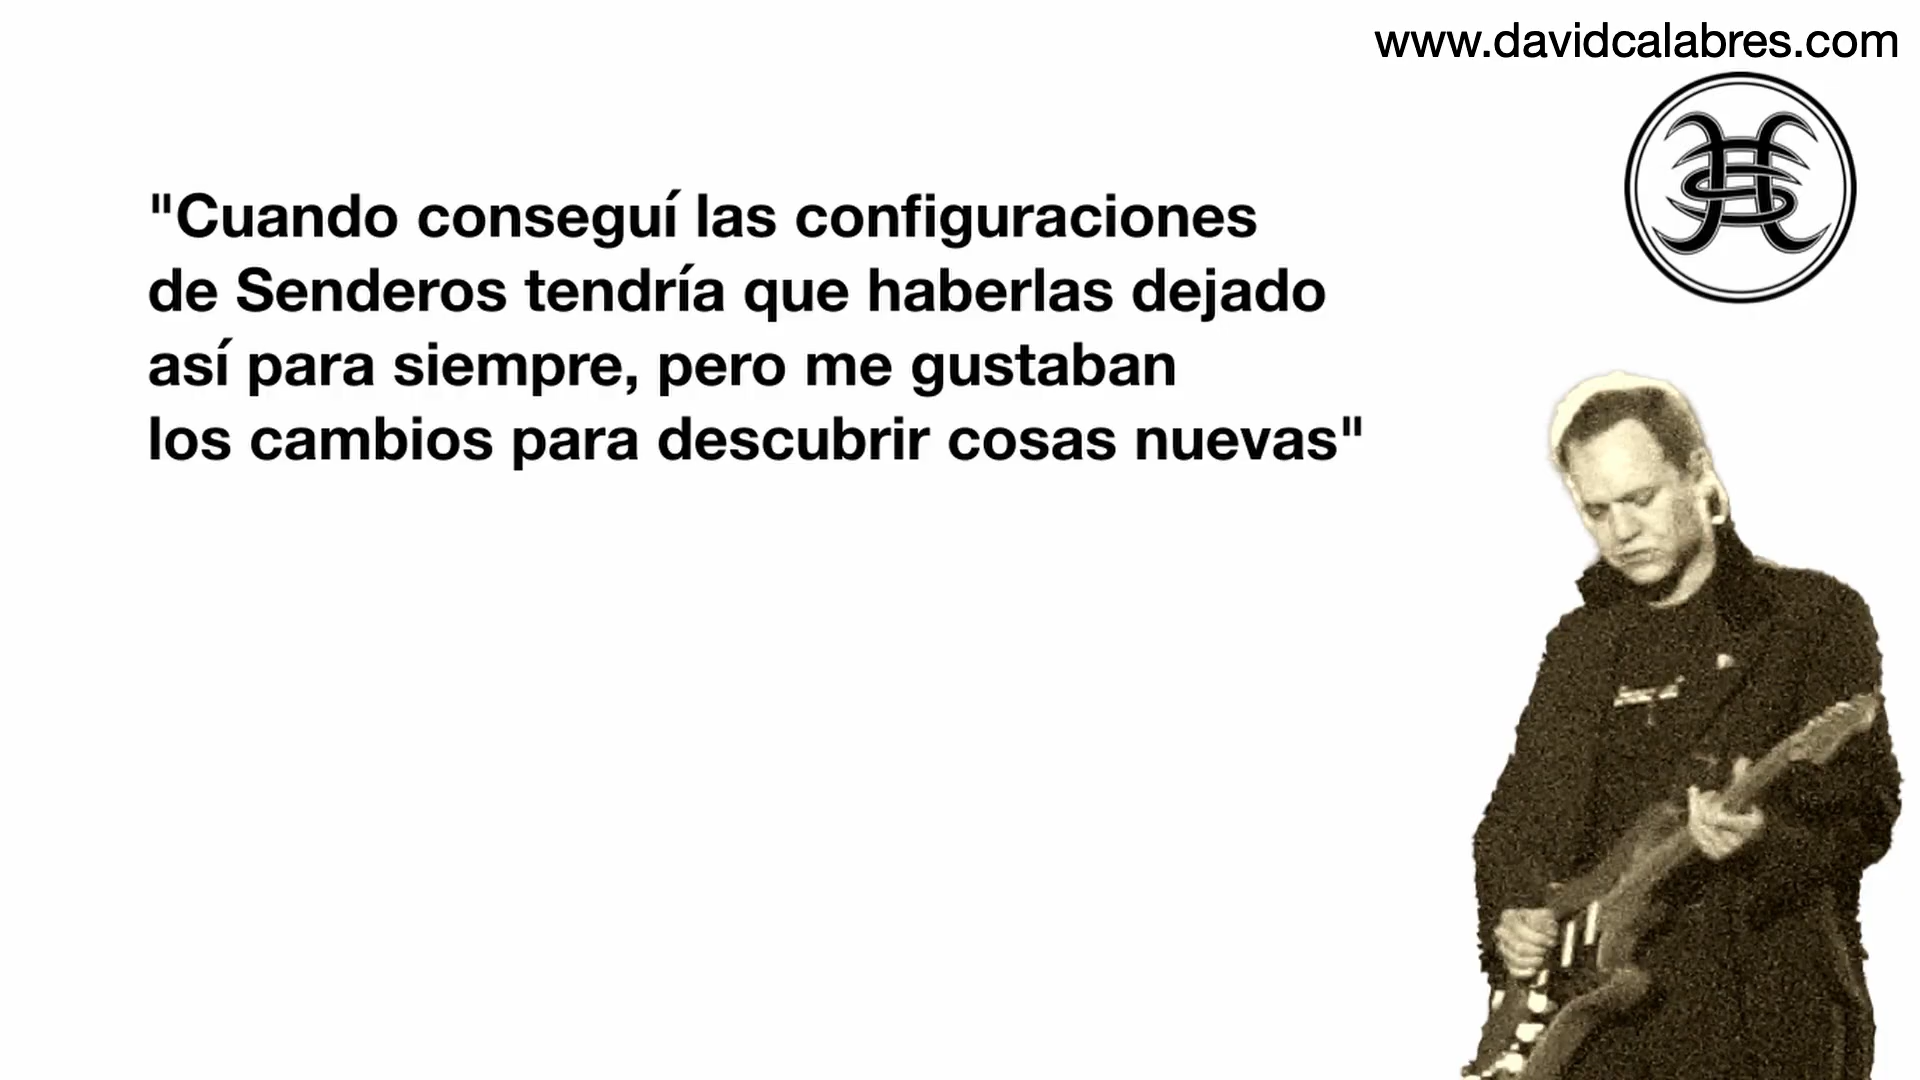 www.davidcalabres.com
"Cuando conseguí las configuraciones
de Senderos tendría que haberlas dejado
así para siempre, pero me gustaban
los cambios para descubrir cosas nuevas"